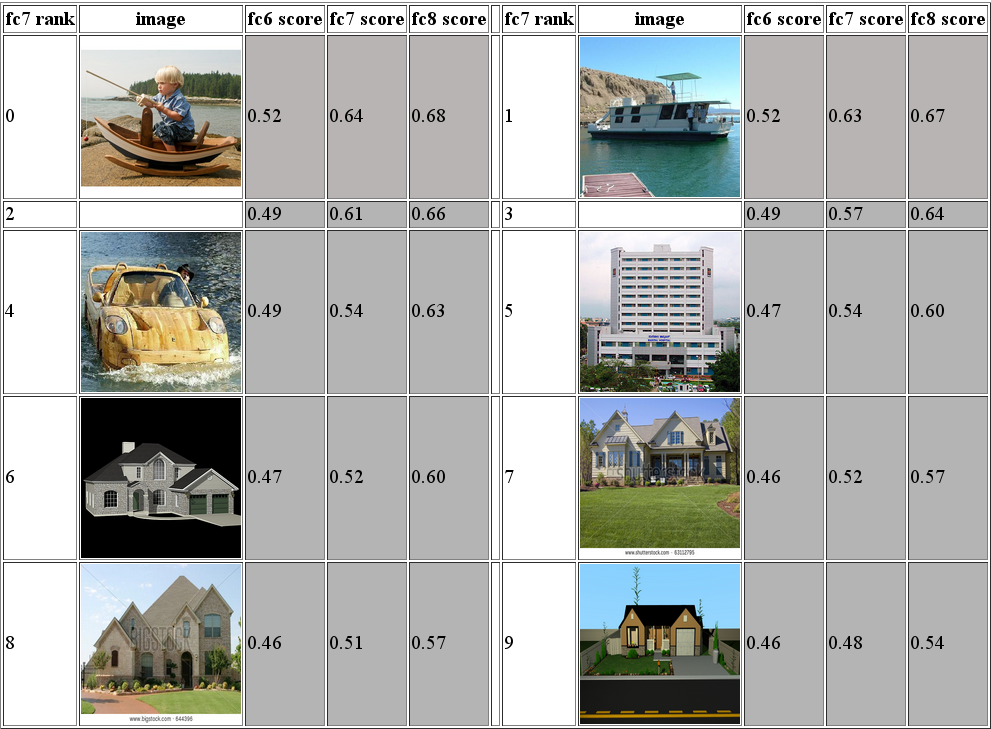 fc7 rank image fc6 score fc7 score fc8 score fc7 rank image fc6 score fc7 score fc8 score
0 0.52 0.64 0.68 1 0.52 0.63 0.67
2 0.49 0.61 0.66 3 0.49 0.57 0.64
4 0.49 0.54 0.63 5 0.47 0.54 0.60
6 0.47 0.52 0.60 7 0.46 0.52 0.57
www.shutterstock.com · 63112795
8 0.46 0.51 0.57 9 0.46 0.48 0.54
BIGSTOCK
www.bigstock.com · 644396